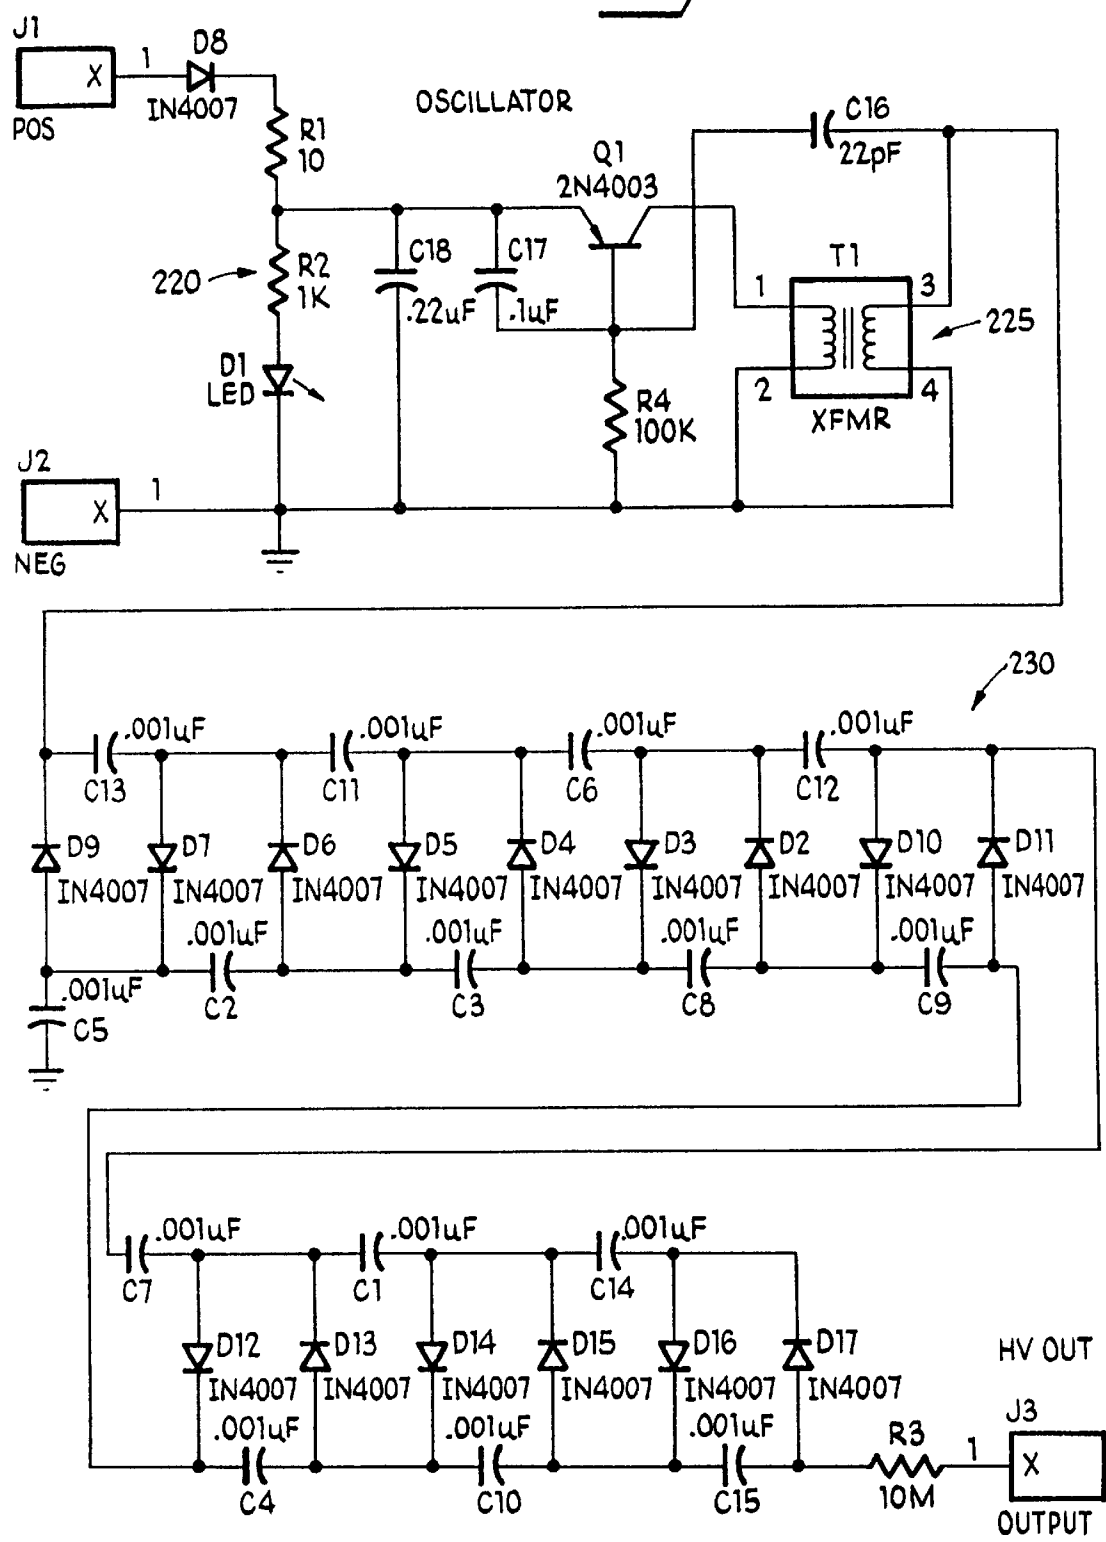 J1
X
1
D8
IN4007
POS
R1
10
OSCILLATOR
C16
22pF
Q1
2N4003
220
R2
1K
C18
.22uF
C17
.1uF
T1
1
3
2
4
XFMR
225
D1
LED
R4
100K
J2
X
1
NEG
230
.001uF
C13
.001uF
C11
.001uF
C6
.001uF
C12
D9
IN4007
D7
IN4007
D6
IN4007
D5
IN4007
D4
IN4007
D3
IN4007
D2
IN4007
D10
IN4007
D11
IN4007
.001uF
C5
.001uF
C2
.001uF
C3
.001uF
C8
.001uF
C9
.001uF
C7
.001uF
C1
.001uF
C14
D12
IN4007
D13
IN4007
D14
IN4007
D15
IN4007
D16
IN4007
D17
IN4007
.001uF
C4
.001uF
C10
.001uF
C15
HV OUT
R3
10M
1
J3
X
OUTPUT